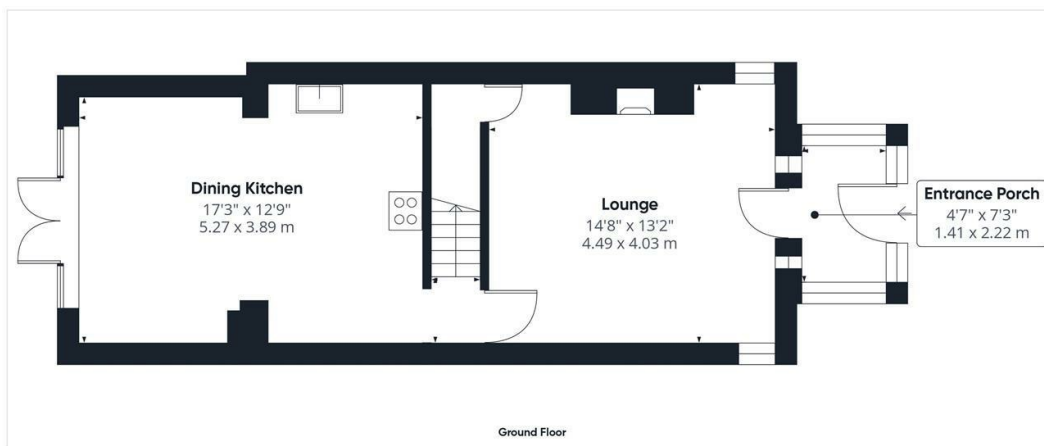 Dining Kitchen
17'3" x 12'9"
5.27 x 3.89 m
Lounge
14'8" x 13'2"
4.49 x 4.03 m
Entrance Porch
4'7" x 7'3"
1.41 x 2.22 m
Ground Floor